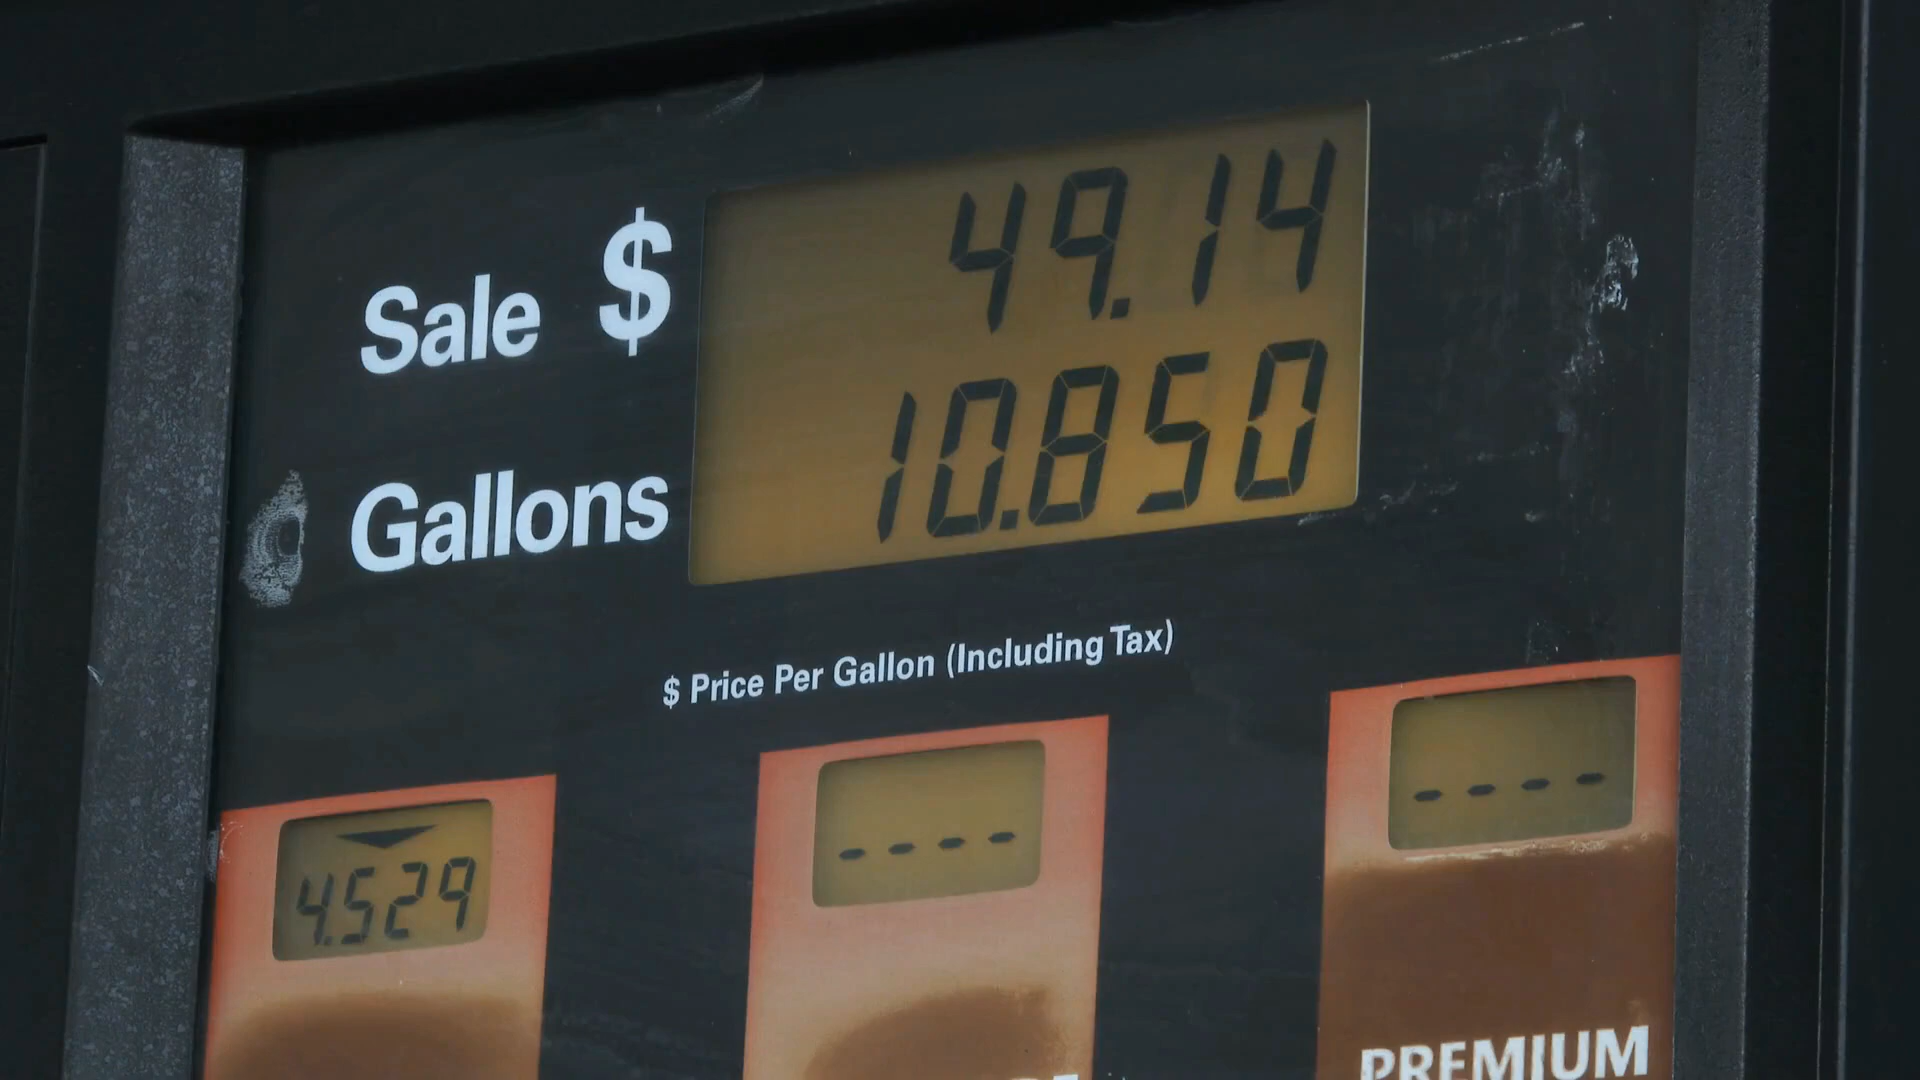 Sale $ 49.14
Gallons 10.850
$ Price Per Gallon (Including Tax)
4.529
- - - -
- - - -
PREMIUM